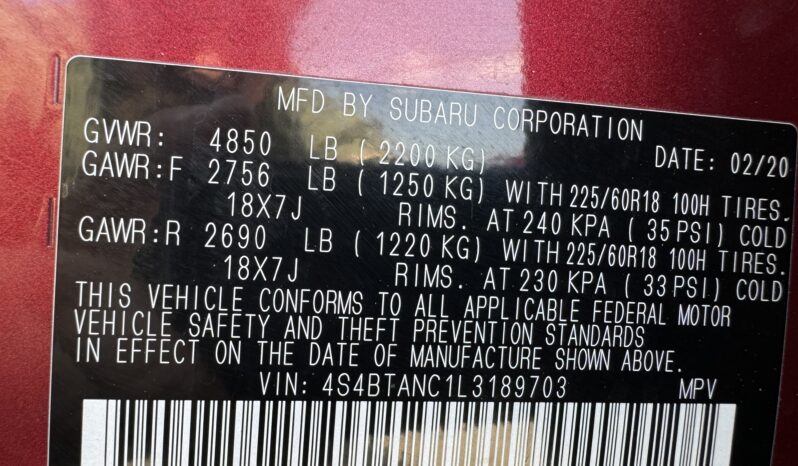 MFD BY SUBARU CORPORATION
GVWR: 4850 LB ( 2200 KG) DATE: 02/20
GAWR:F 2756 LB ( 1250 KG) WITH 225/60R18 100H TIRES.
18X7J RIMS. AT 240 KPA ( 35 PSI) COLD
GAWR:R 2690 LB ( 1220 KG) WITH 225/60R18 100H TIRES.
18X7J RIMS. AT 230 KPA ( 33 PSI) COLD
THIS VEHICLE CONFORMS TO ALL APPLICABLE FEDERAL MOTOR
VEHICLE SAFETY AND THEFT PREVENTION STANDARDS
IN EFFECT ON THE DATE OF MANUFACTURE SHOWN ABOVE.
VIN: 4S4BTANC1L3189703 MPV